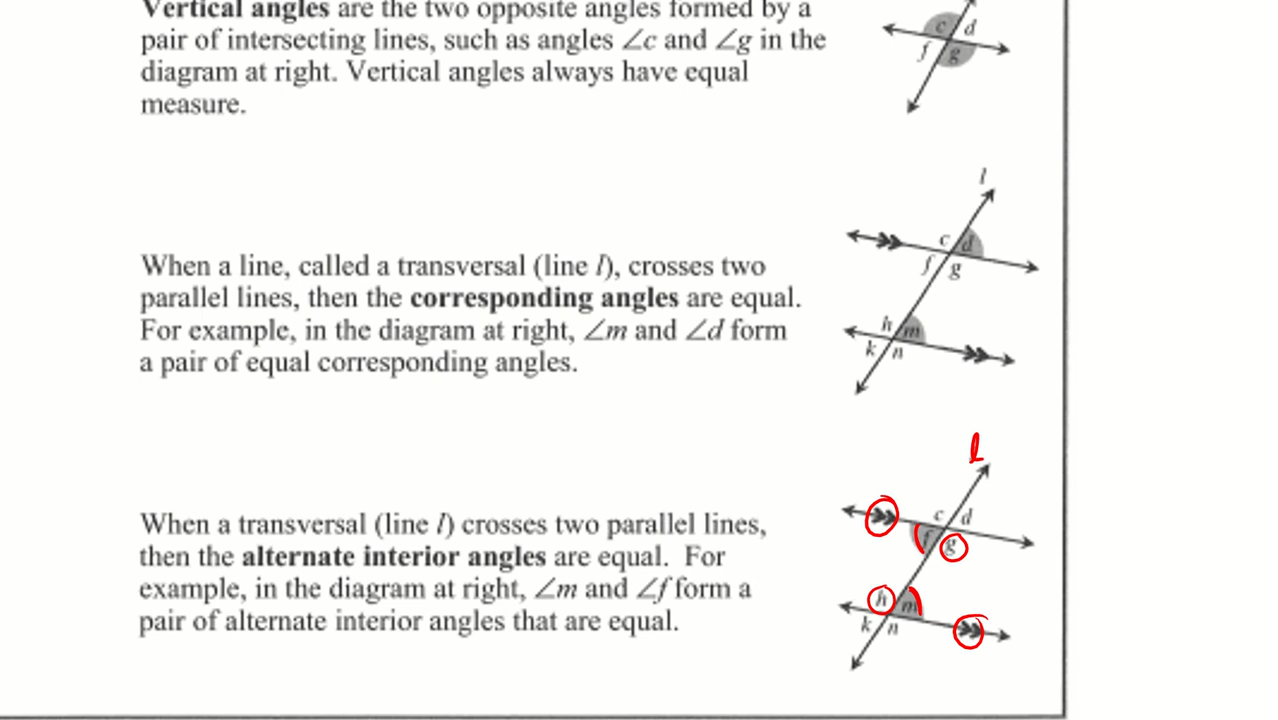 Vertical angles are the two opposite angles formed by a
pair of intersecting lines, such as angles ∠c and ∠g in the
diagram at right. Vertical angles always have equal
measure.
c d
f g
l
When a line, called a transversal (line l), crosses two
parallel lines, then the corresponding angles are equal.
For example, in the diagram at right, ∠m and ∠d form
a pair of equal corresponding angles.
c d
f g
h m
k n
l
When a transversal (line l) crosses two parallel lines,
then the alternate interior angles are equal. For
example, in the diagram at right, ∠m and ∠f form a
pair of alternate interior angles that are equal.
c d
f g
h m
k n